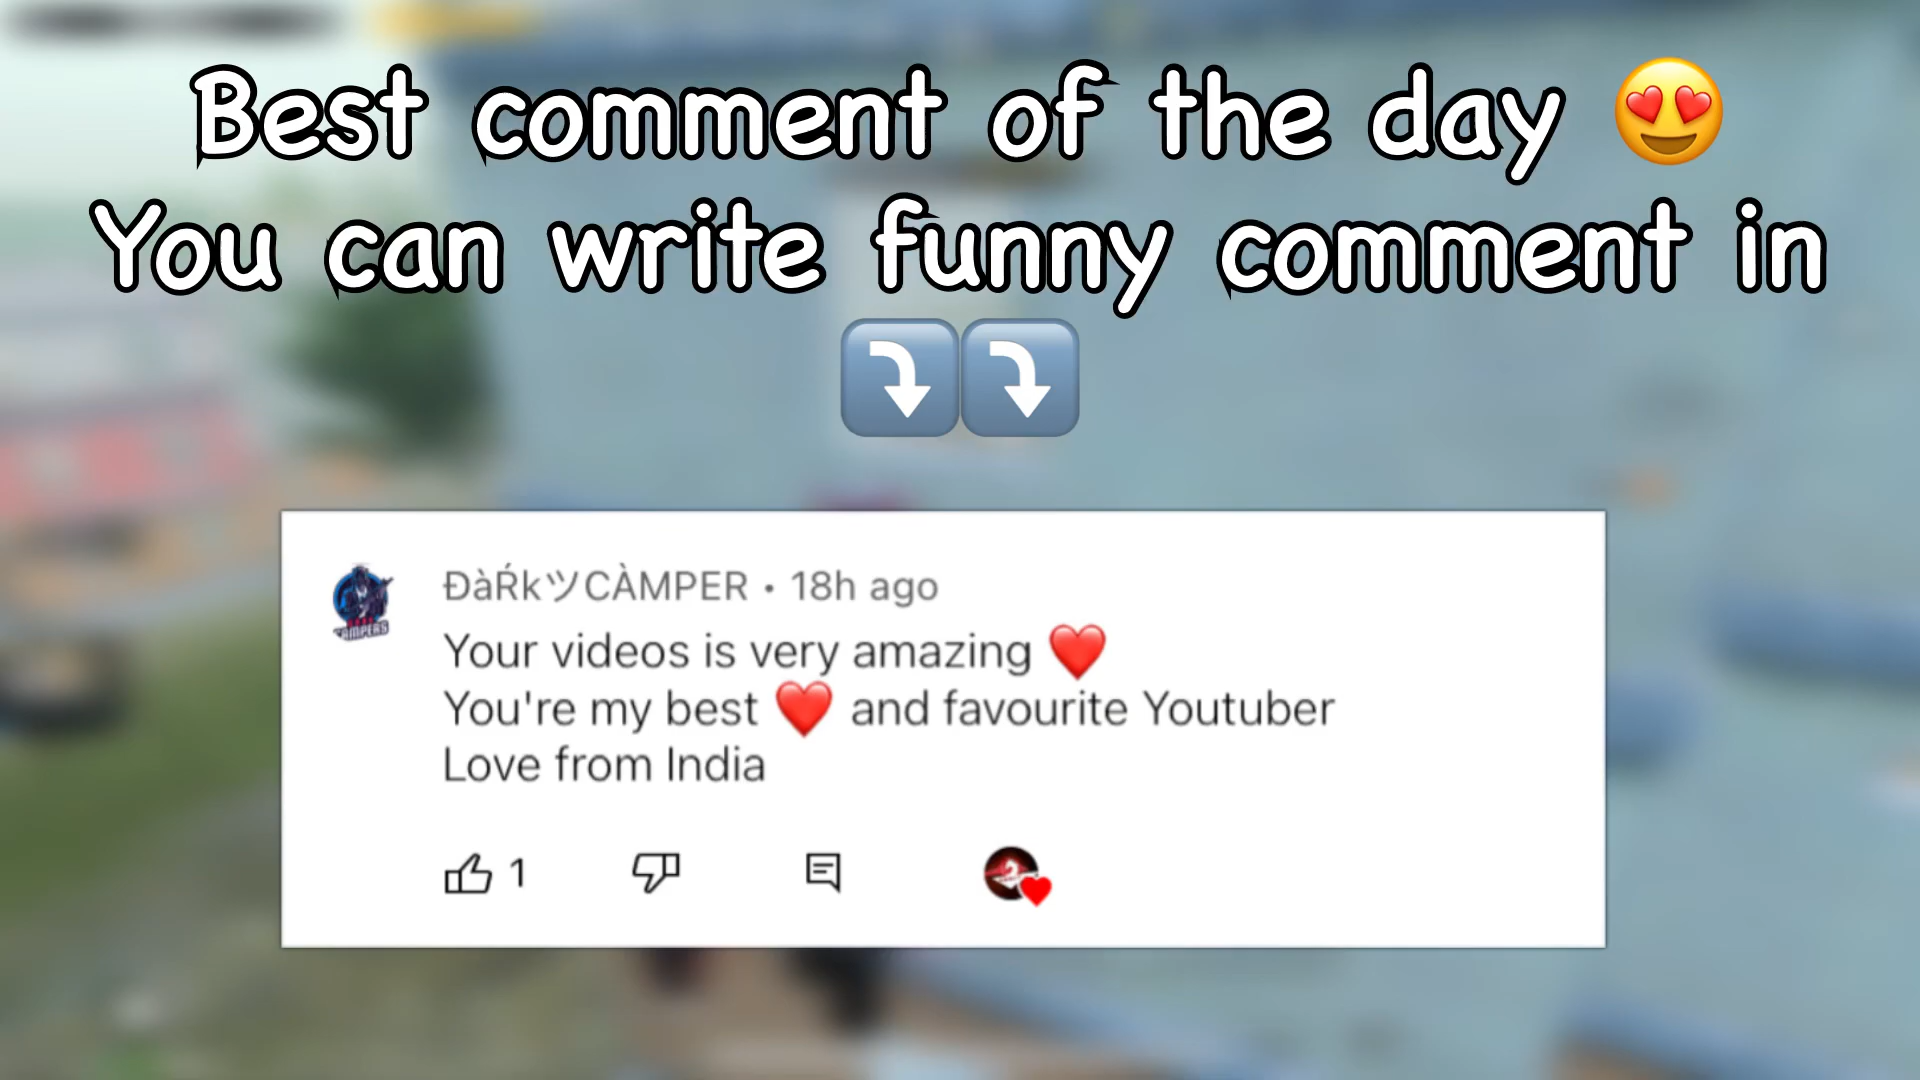 Best comment of the day 😍
You can write funny comment in
⤵️⤵️
ĐàŔkツCÀMPER • 18h ago
Your videos is very amazing ❤️
You're my best ❤️ and favourite Youtuber
Love from India
1